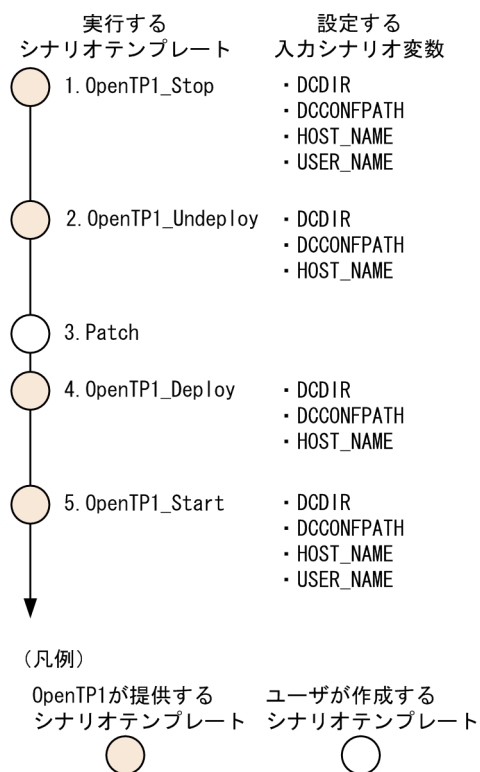 実行する
シナリオテンプレート
設定する
入力シナリオ変数
1. OpenTP1_Stop
・DCDIR
・DCCONFPATH
・HOST_NAME
・USER_NAME
2. OpenTP1_Undeploy
・DCDIR
・DCCONFPATH
・HOST_NAME
3. Patch
4. OpenTP1_Deploy
・DCDIR
・DCCONFPATH
・HOST_NAME
5. OpenTP1_Start
・DCDIR
・DCCONFPATH
・HOST_NAME
・USER_NAME
（凡例）
OpenTP1が提供する
シナリオテンプレート
ユーザが作成する
シナリオテンプレート